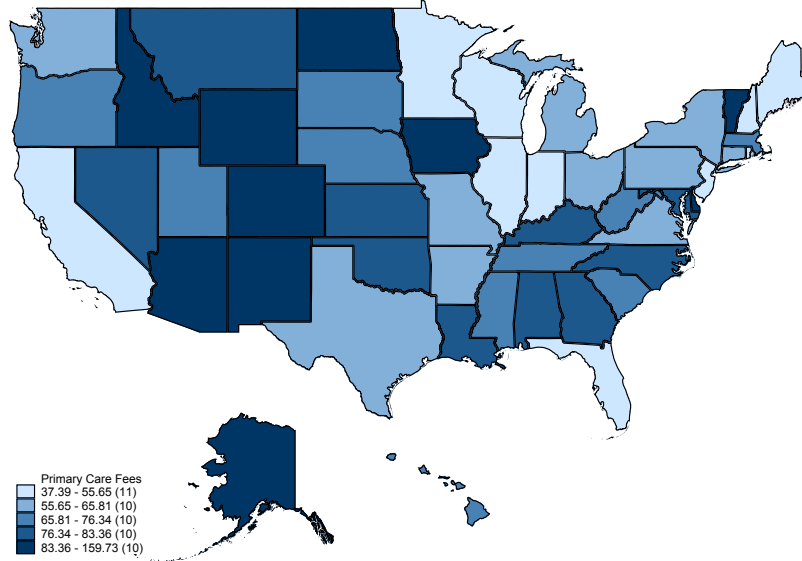 Primary Care Fees
37.39 - 55.65 (11)
55.65 - 65.81 (10)
65.81 - 76.34 (10)
76.34 - 83.36 (10)
83.36 - 159.73 (10)